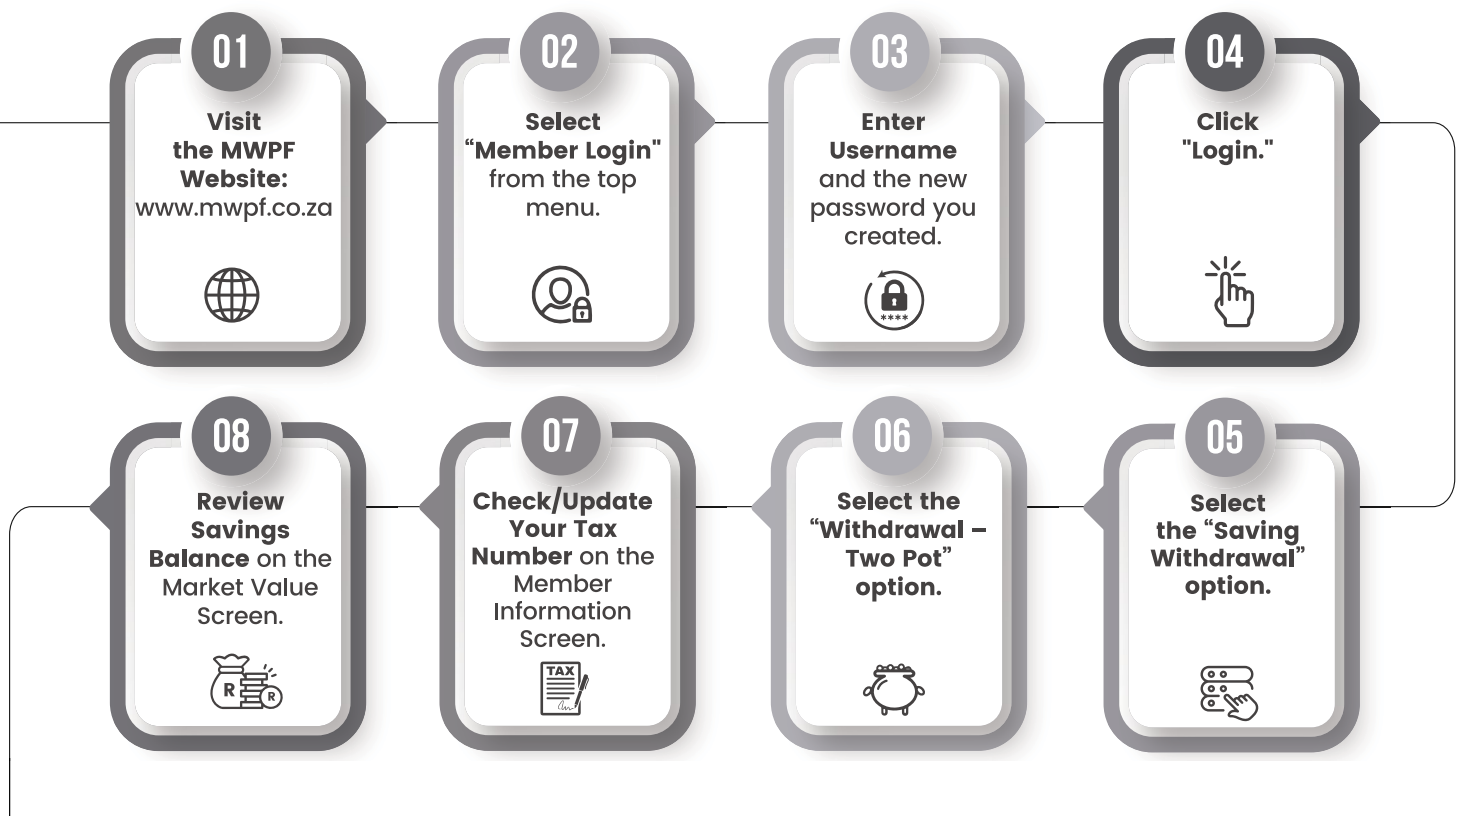 01
Visit
the MWPF
Website:
www.mwpf.co.za
02
Select
“Member Login"
from the top
menu.
03
Enter
Username
and the new
password you
created.
****
04
Click
"Login."
05
Select
the “Saving
Withdrawal”
option.
06
Select the
“Withdrawal –
Two Pot”
option.
07
Check/Update
Your Tax
Number on the
Member
Information
Screen.
TAX
08
Review
Savings
Balance on the
Market Value
Screen.
R
R